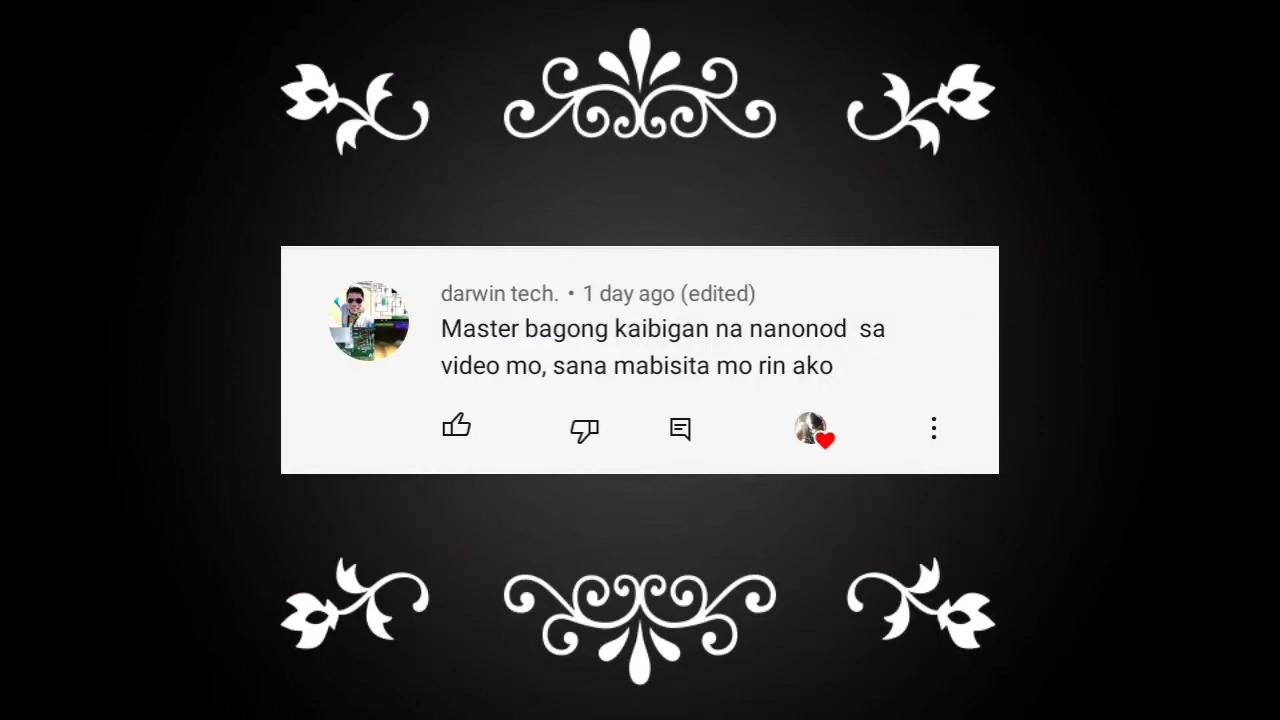 darwin tech. • 1 day ago (edited)
Master bagong kaibigan na nanonod  sa
video mo, sana mabisita mo rin ako